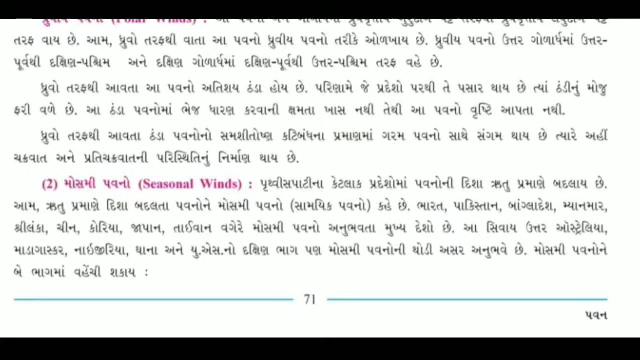 ધ્રુવીય પવનો (Polar Winds) : આ પવનો
તરફ વાય છે. આમ, ધ્રુવો તરફથી વાતા આ પવનો ધ્રુવીય પવનો તરીકે ઓળખાય છે. ધ્રુવીય પવનો ઉત્તર ગોળાર્ધમાં ઉત્તર-
પૂર્વથી દક્ષિણ-પશ્ચિમ અને દક્ષિણ ગોળાર્ધમાં દક્ષિણ-પૂર્વથી ઉત્તર-પશ્ચિમ તરફ વહે છે.
ધ્રુવો તરફથી આવતા આ પવનો અતિશય ઠંડા હોય છે. પરિણામે જે પ્રદેશો પરથી તે પસાર થાય છે ત્યાં ઠંડીનું મોજુ
ફરી વળે છે. આ ઠંડા પવનોમાં ભેજ ધારણ કરવાની ક્ષમતા ખાસ નથી તેથી આ પવનો વૃષ્ટિ આપતા નથી.
ધ્રુવો તરફથી આવતા ઠંડા પવનોનો સમશીતોષ્ણ કટિબંધના પ્રમાણમાં ગરમ પવનો સાથે સંગમ થાય છે ત્યારે અહીં
ચક્રવાત અને પ્રતિચક્રવાતની પરિસ્થિતિનું નિર્માણ થાય છે.
(2) મોસમી પવનો (Seasonal Winds) : પૃથ્વીસપાટીના કેટલાક પ્રદેશોમાં પવનોની દિશા ઋતુ પ્રમાણે બદલાય છે.
આમ, ઋતુ પ્રમાણે દિશા બદલતા પવનોને મોસમી પવનો (સામયિક પવનો) કહે છે. ભારત, પાકિસ્તાન, બાંગ્લાદેશ, મ્યાનમાર,
શ્રીલંકા, ચીન, કોરિયા, જાપાન, તાઈવાન વગેરે મોસમી પવનો અનુભવતા મુખ્ય દેશો છે. આ સિવાય ઉત્તર ઑસ્ટ્રેલિયા,
માડાગાસ્કર, નાઇજીરિયા, ઘાના અને યુ.એસ.નો દક્ષિણ ભાગ પણ મોસમી પવનોની થોડી અસર અનુભવે છે. મોસમી પવનોને
બે ભાગમાં વહેંચી શકાય :
71
પવન